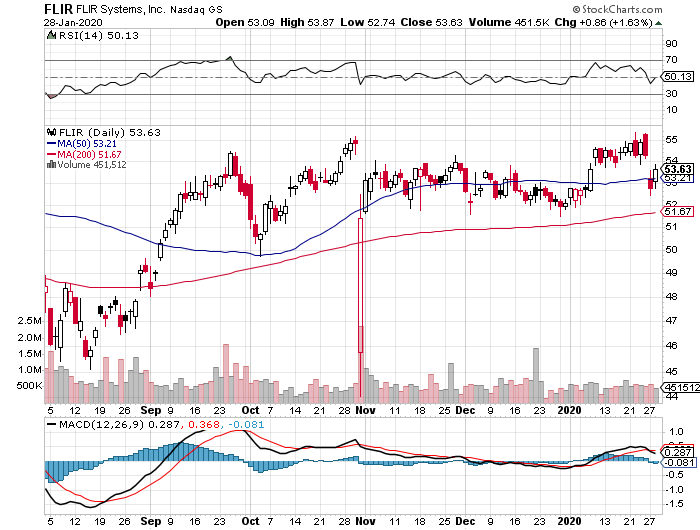 FLIR FLIR Systems, Inc. Nasdaq GS © StockCharts.com
28-Jan-2020 Open 53.09 High 53.87 Low 52.74 Close 53.63 Volume 451.5K Chg +0.86 (+1.63%)
RSI(14) 50.13
90
70
50.13
30
10
FLIR (Daily) 53.63
MA(50) 53.21
MA(200) 51.67
Volume 451,512
55
54
53.63
53.21
53
52
51.67
51
50
49
48
47
46
45
44
2.5M
2.0M
1.5M
1.0M
500K
451512
5 12 19 26 Sep 9 16 23 Oct 7 14 21 28 Nov 11 18 25 Dec 9 16 23 2020 13 21 27
MACD(12,26,9) 0.287, 0.368, -0.081
1.0
0.287
-0.081
-0.5
-1.0
-1.5
5 12 19 26 Sep 9 16 23 Oct 7 14 21 28 Nov 11 18 25 Dec 9 16 23 2020 13 21 27